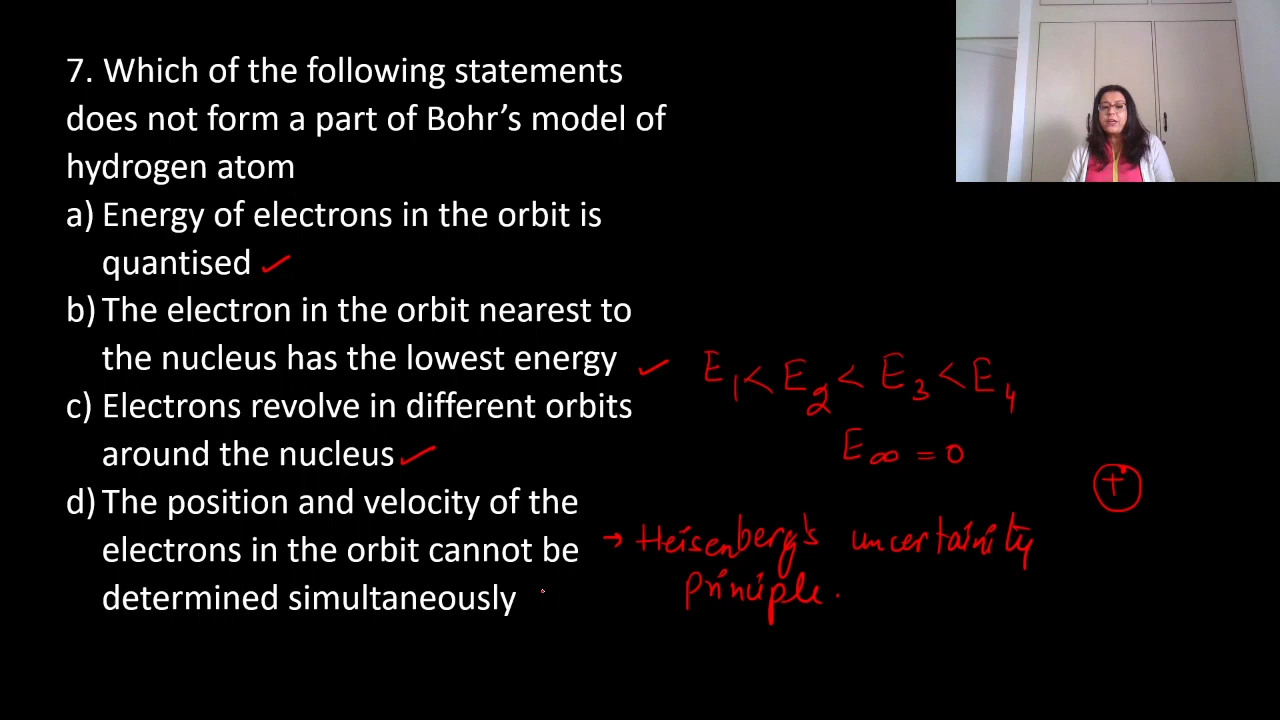 7. Which of the following statements
does not form a part of Bohr’s model of
hydrogen atom
a) Energy of electrons in the orbit is
quantised ✓
b) The electron in the orbit nearest to
the nucleus has the lowest energy ✓ E₁ < E₂ < E₃ < E₄
c) Electrons revolve in different orbits
around the nucleus ✓ E∞ = 0
+
d) The position and velocity of the
electrons in the orbit cannot be → Heisenberg's uncertainity
determined simultaneously principle.